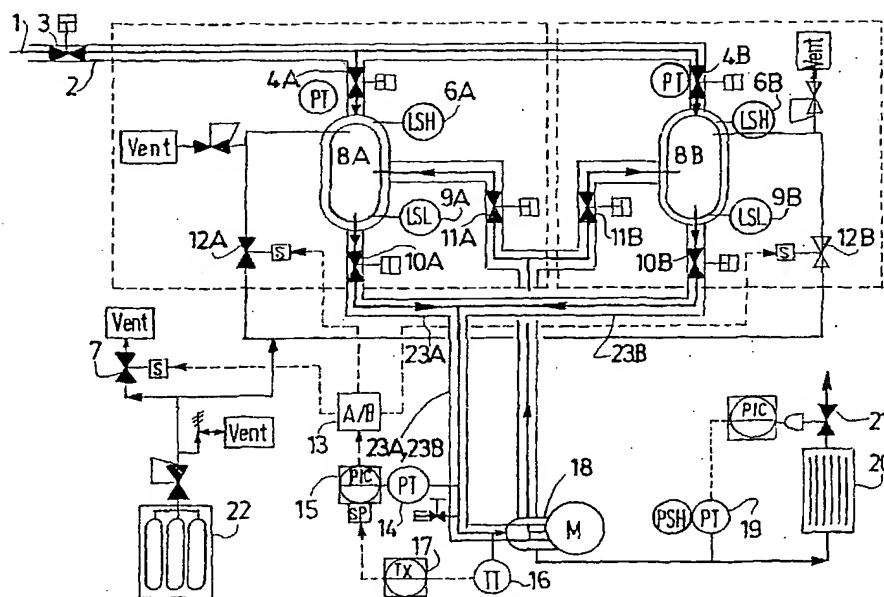 1
3
2
4A
4B
PT
PT
Vent
6A
6B
LSH
LSH
Vent
8A
8B
9A
9B
LSL
LSL
11A
11B
12A
S
10A
10B
S
12B
Vent
7
S
23A
23B
A/B
13
PIC
21
Vent
23A,23B
20
PIC
PT
18
15
SP
14
M
PSH
PT
19
22
17
TX
TT
16